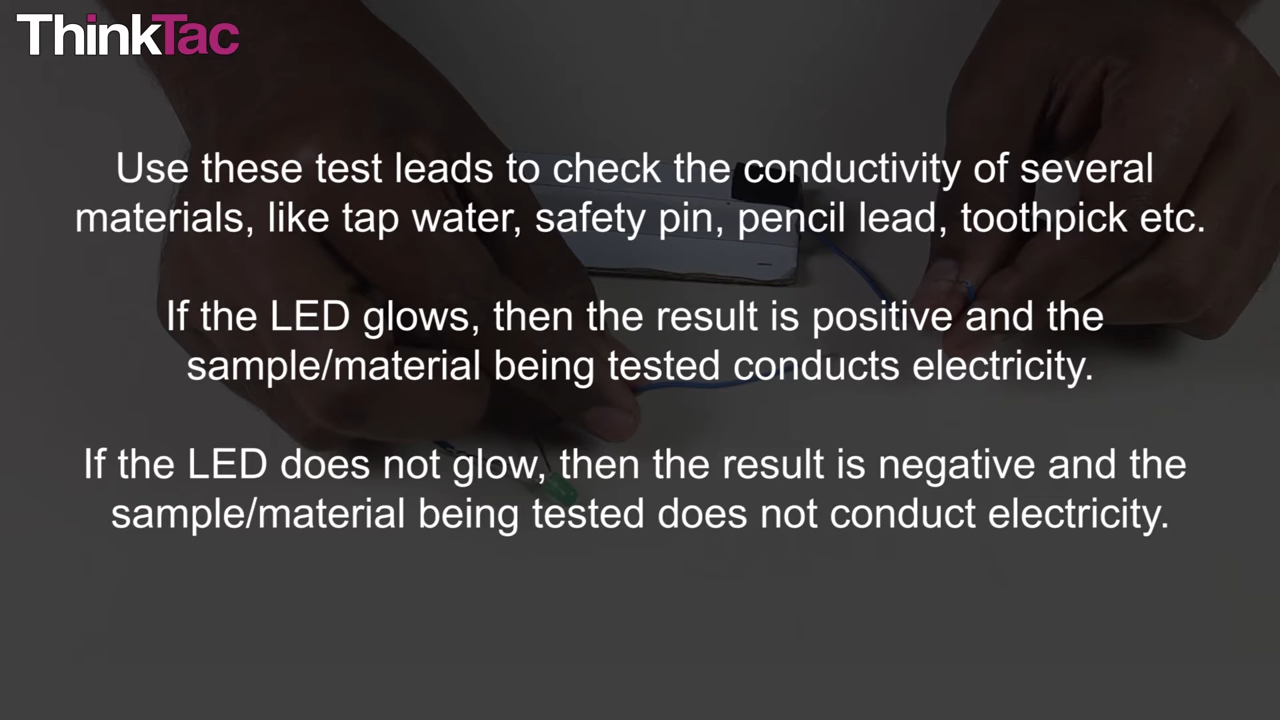 ThinkTac
Use these test leads to check the conductivity of several
materials, like tap water, safety pin, pencil lead, toothpick etc.
If the LED glows, then the result is positive and the
sample/material being tested conducts electricity.
If the LED does not glow, then the result is negative and the
sample/material being tested does not conduct electricity.